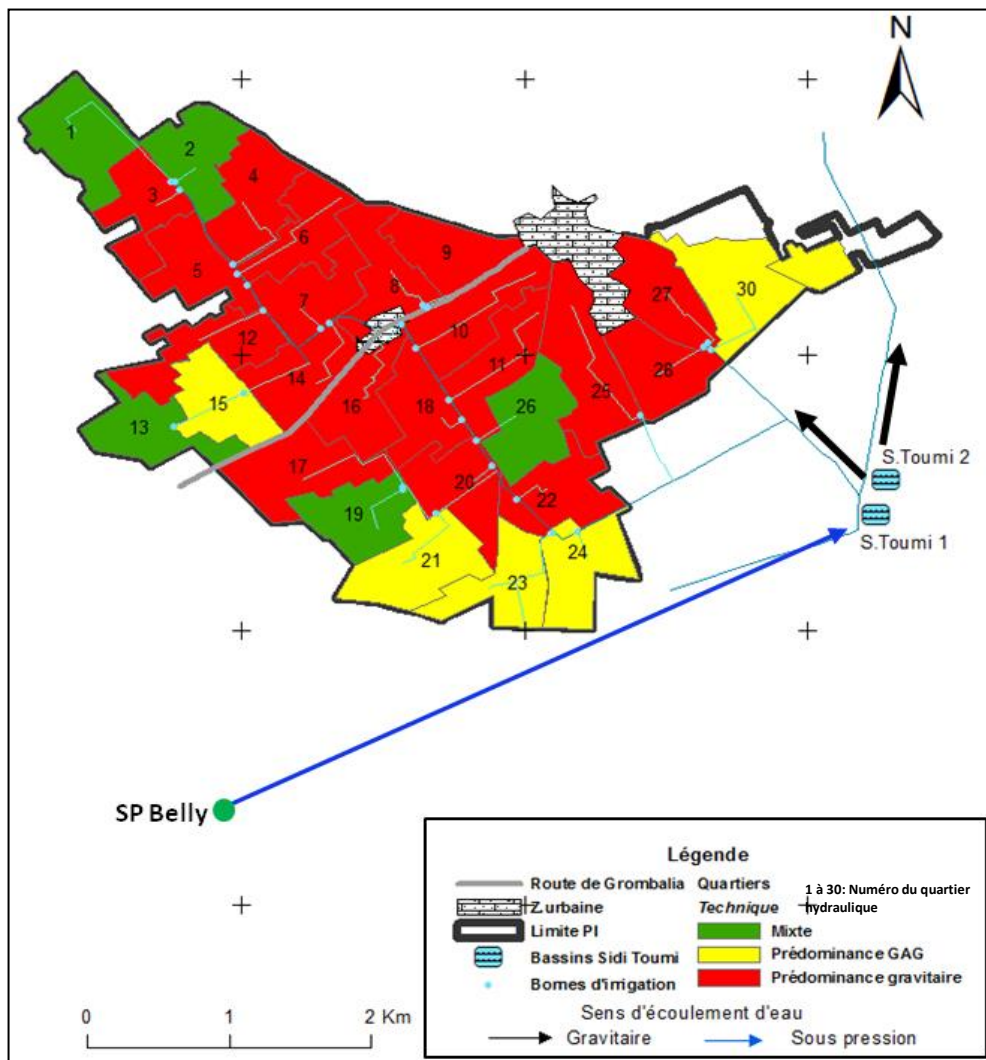 N
1
2
3
4
5
6
7
8
9
10
11
12
13
14
15
16
17
18
19
20
21
22
23
24
25
26
27
28
30
S.Toumi 2
S.Toumi 1
SP Belly
Légende
Route de Grombalia
Z.urbaine
Limite PI
Bassins Sidi Toumi
Bornes d'irrigation
Quartiers
Technique
1 à 30: Numéro du quartier
hydraulique
Mixte
Prédominance GAG
Prédominance gravitaire
Sens d'écoulement d'eau
Gravitaire
Sous pression
0 1 2 Km